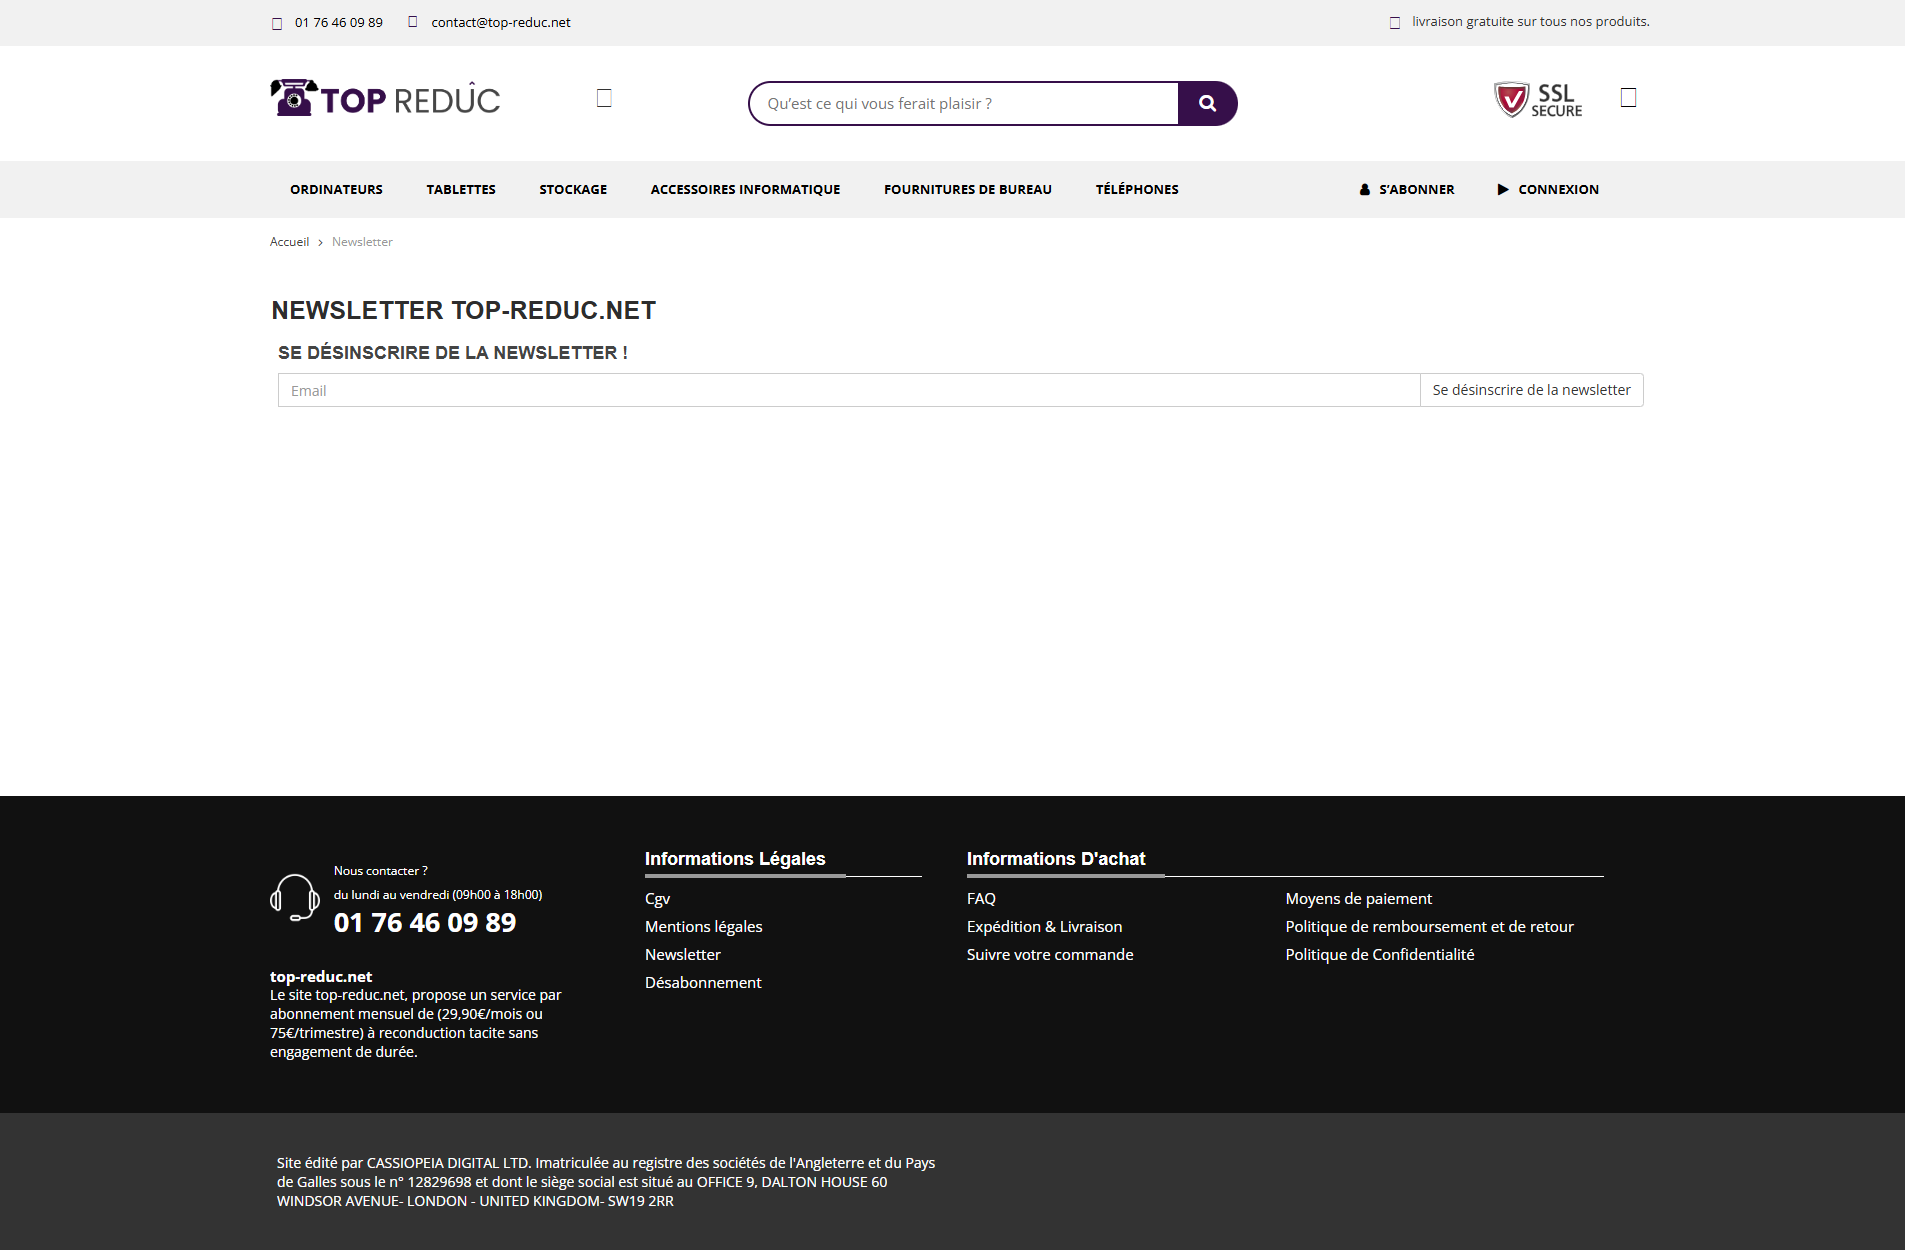 01 76 46 09 89 contact@top-reduc.net livraison gratuite sur tous nos produits.
TOP REDÛC Qu’est ce qui vous ferait plaisir ? SSL
SECURE
ORDINATEURS TABLETTES STOCKAGE ACCESSOIRES INFORMATIQUE FOURNITURES DE BUREAU TÉLÉPHONES S’ABONNER CONNEXION
Accueil > Newsletter
NEWSLETTER TOP-REDUC.NET
SE DÉSINSCRIRE DE LA NEWSLETTER !
Email Se désinscrire de la newsletter
Nous contacter ?
du lundi au vendredi (09h00 à 18h00)
01 76 46 09 89
top-reduc.net
Le site top-reduc.net, propose un service par
abonnement mensuel de (29,90€/mois ou
75€/trimestre) à reconduction tacite sans
engagement de durée.
Informations Légales
Cgv
Mentions légales
Newsletter
Désabonnement
Informations D'achat
FAQ
Expédition & Livraison
Suivre votre commande
Moyens de paiement
Politique de remboursement et de retour
Politique de Confidentialité
Site édité par CASSIOPEIA DIGITAL LTD. Imatriculée au registre des sociétés de l'Angleterre et du Pays
de Galles sous le n° 12829698 et dont le siège social est situé au OFFICE 9, DALTON HOUSE 60
WINDSOR AVENUE- LONDON - UNITED KINGDOM- SW19 2RR